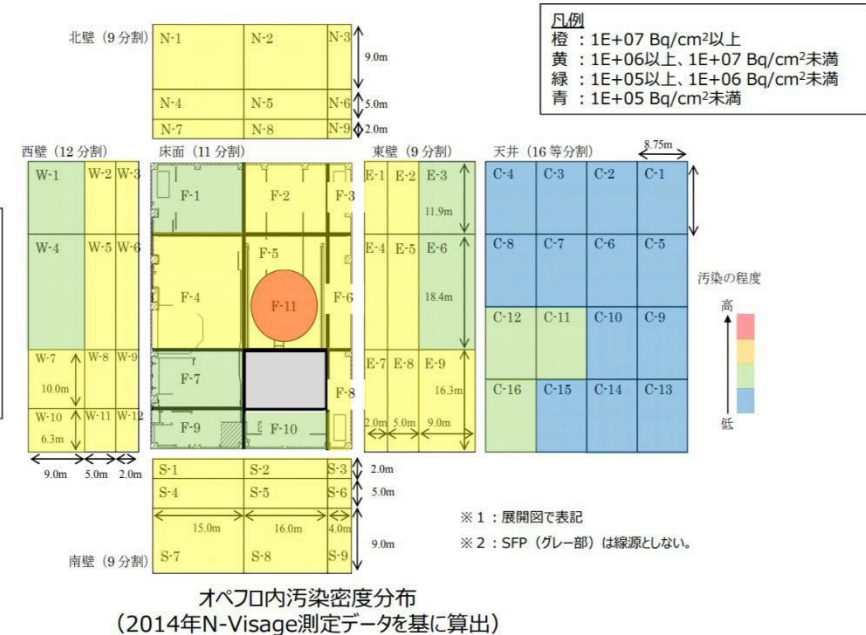 凡例
橙 ：1E+07 Bq/cm²以上
黄 ：1E+06以上、1E+07 Bq/cm²未満
緑 ：1E+05以上、1E+06 Bq/cm²未満
青 ：1E+05 Bq/cm²未満
北壁（9 分割）
N-1 N-2 N-3
9.0m
N-4 N-5 N-6
5.0m
N-7 N-8 N-9
2.0m
西壁（12 分割）
W-1 W-2 W-3
W-4 W-5 W-6
W-7 W-8 W-9
10.0m
W-10 W-11 W-12
6.3m
9.0m 5.0m 2.0m
床面（11 分割）
F-1 F-2 F-3
F-5
F-4 F-11 F-6
F-7 F-8
F-9 F-10
東壁（9 分割）
E-1 E-2 E-3
11.9m
E-4 E-5 E-6
18.4m
E-7 E-8 E-9
16.3m
2.0m 5.0m 9.0m
天井（16 等分割）
8.75m
C-4 C-3 C-2 C-1
C-8 C-7 C-6 C-5
C-12 C-11 C-10 C-9
C-16 C-15 C-14 C-13
汚染の程度
高
低
S-1 S-2 S-3
2.0m
S-4 S-5 S-6
5.0m
15.0m 16.0m 4.0m
9.0m
S-7 S-8 S-9
南壁（9 分割）
※１：展開図で表記
※２：SFP（グレー部）は線源としない。
オペフロ内汚染密度分布
（2014年N-Visage測定データを基に算出）